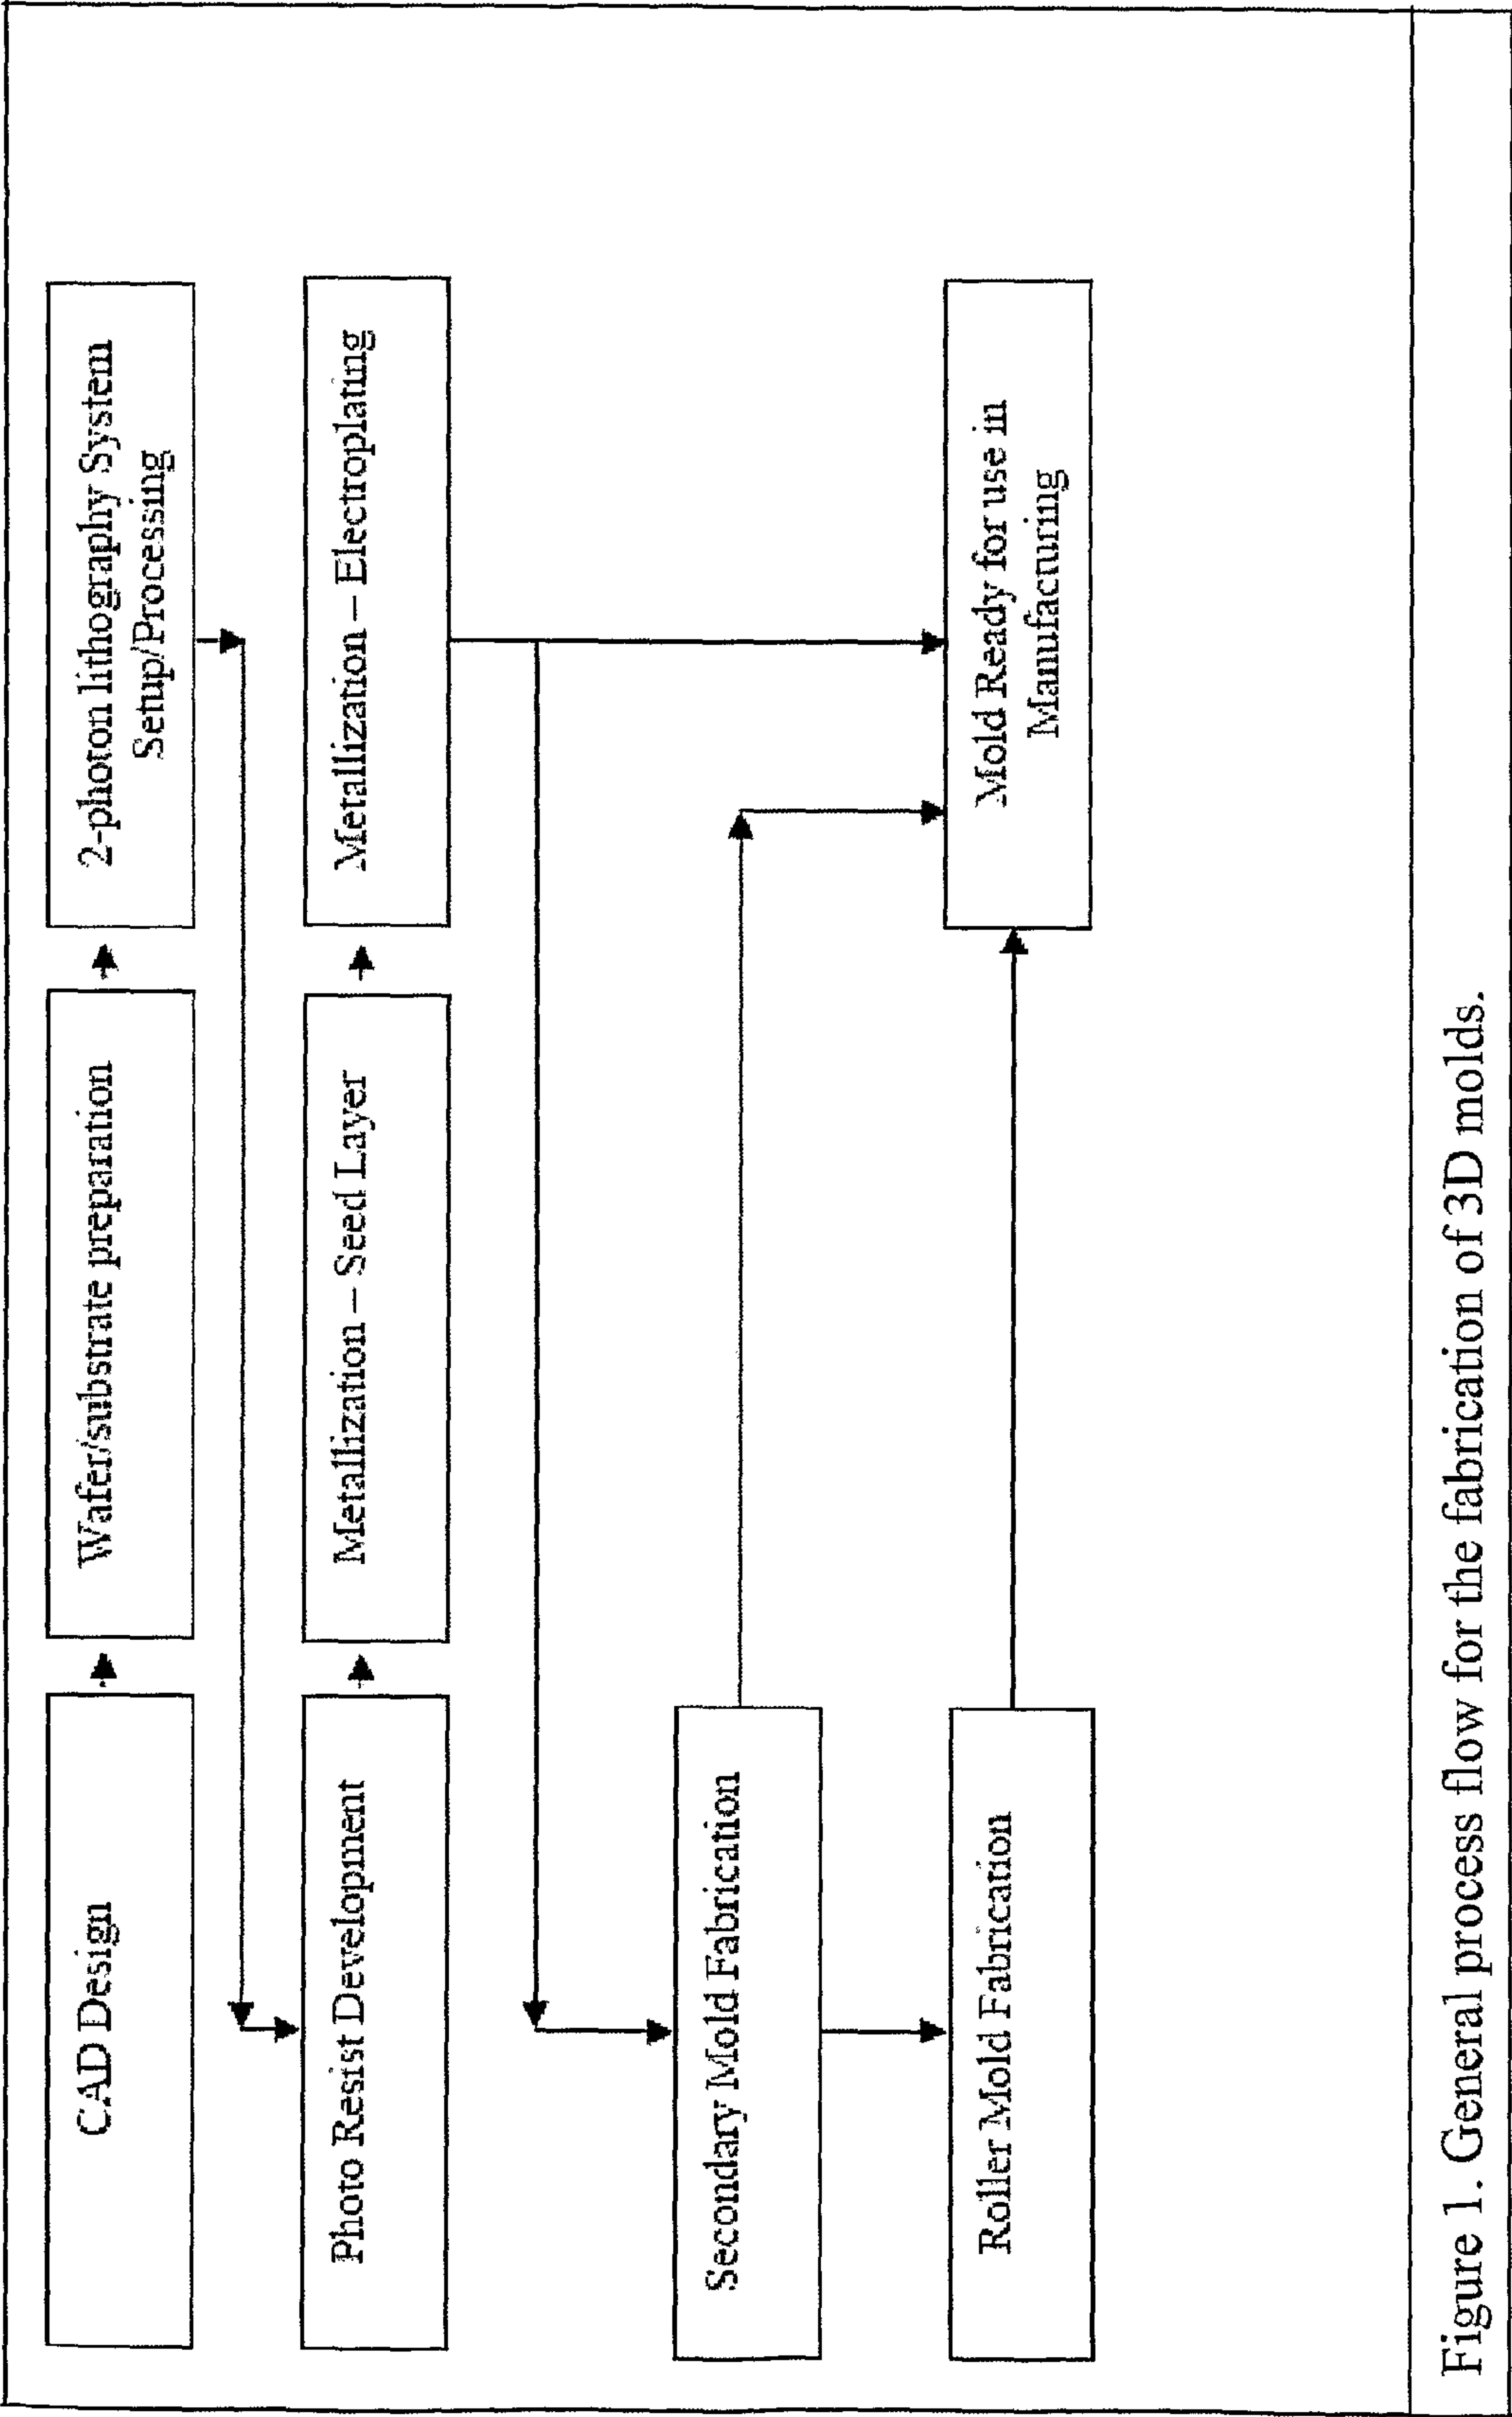 CAD Design
Wafer/substrate preparation
2-photon lithography System
Setup/Processing
Photo Resist Development
Metallization – Seed Layer
Metallization – Electroplating
Secondary Mold Fabrication
Roller Mold Fabrication
Mold Ready for use in
Manufacturing
Figure 1. General process flow for the fabrication of 3D molds.